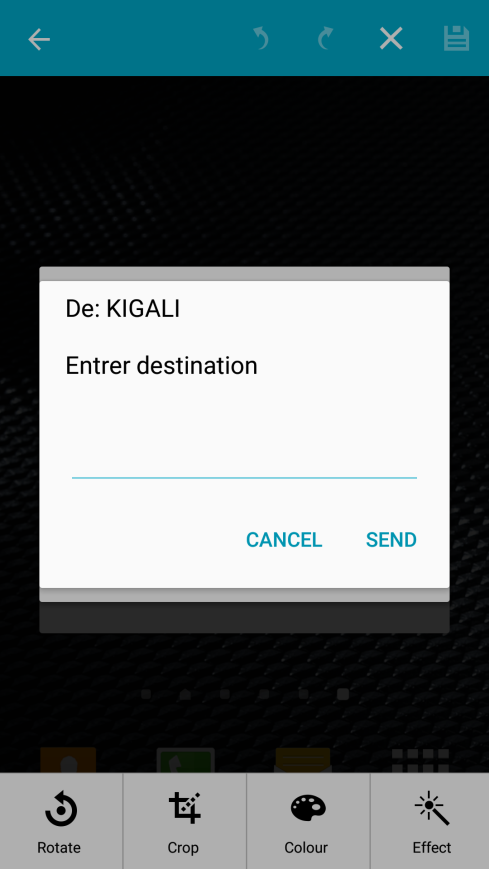 De: KIGALI
Entrer destination
CANCEL SEND
Rotate Crop Colour Effect